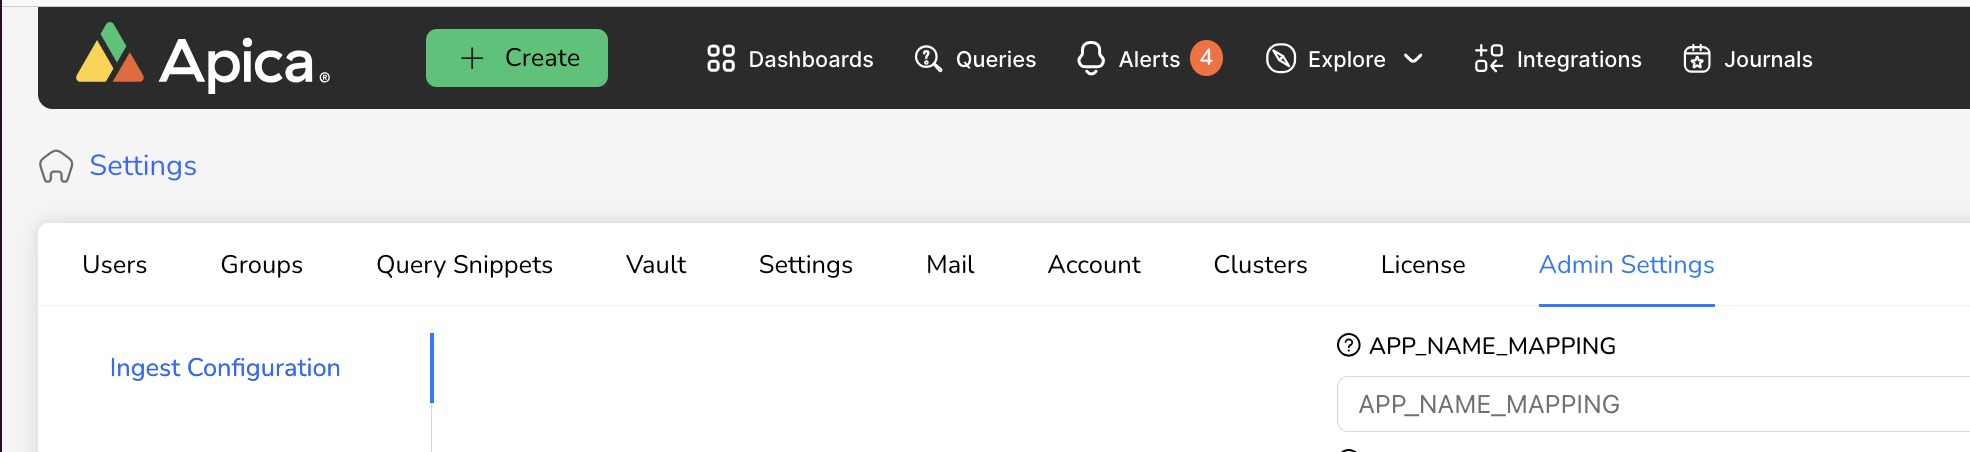 Apica®
+ Create
Dashboards
Queries
Alerts 4
Explore
Integrations
Journals
Settings
Users Groups Query Snippets Vault Settings Mail Account Clusters License Admin Settings
Ingest Configuration
APP_NAME_MAPPING
APP_NAME_MAPPING